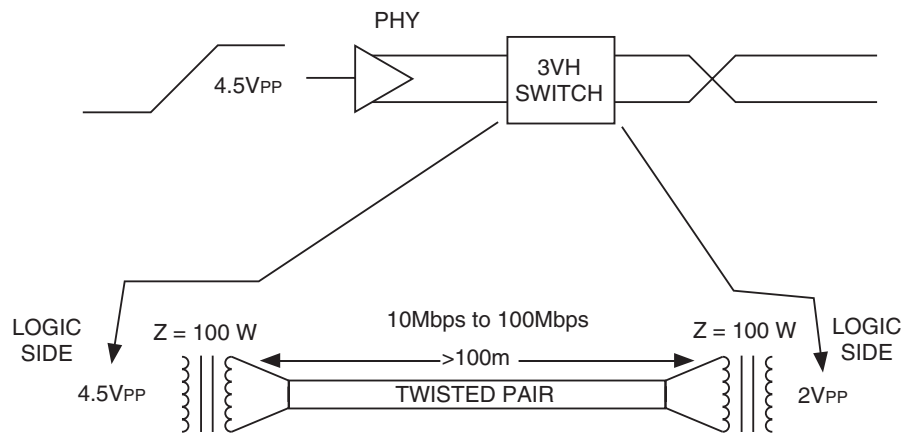 PHY
4.5VPP
3VH
SWITCH
10Mbps to 100Mbps
LOGIC
SIDE
Z = 100 W
Z = 100 W
LOGIC
SIDE
>100m
4.5VPP
TWISTED PAIR
2VPP